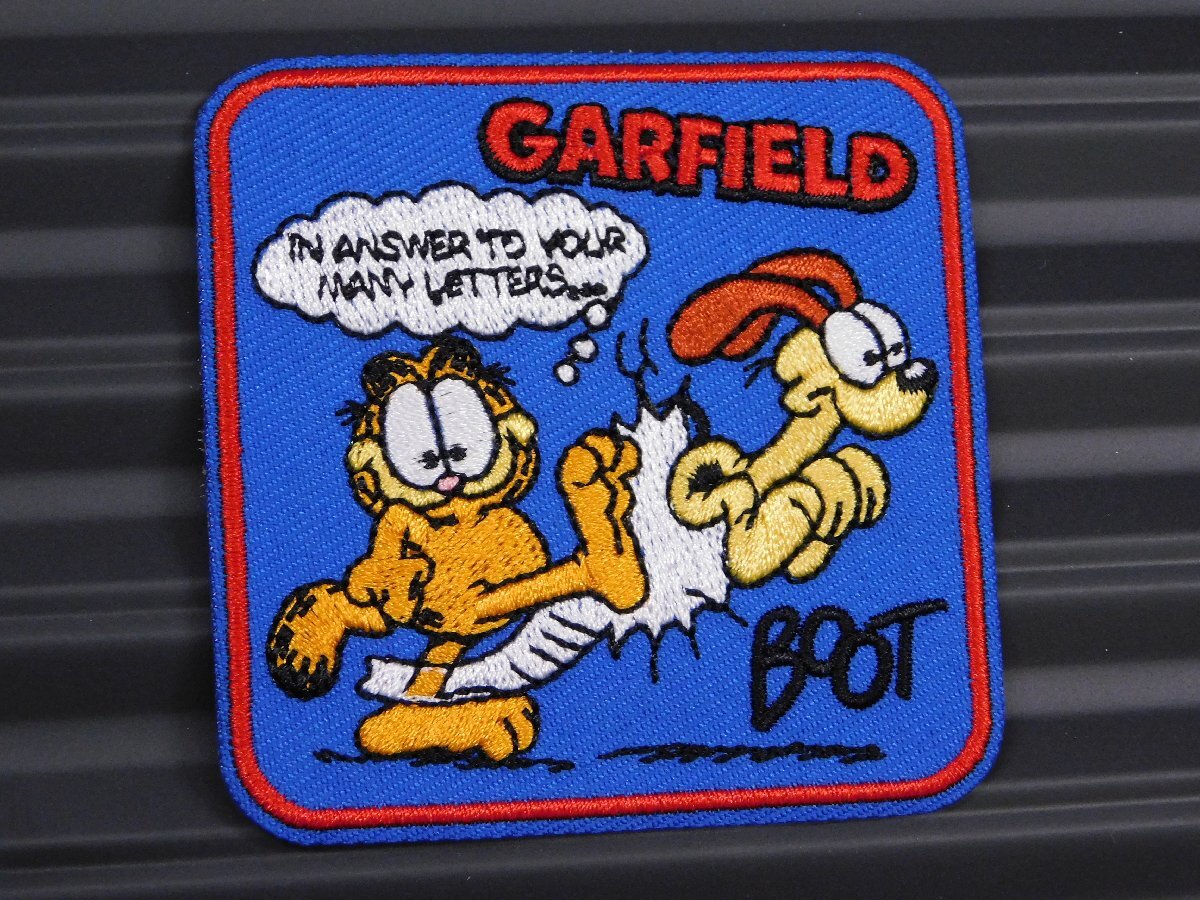 GARFIELD
IN ANSWER TO YOUR
MANY LETTERS...
BOOT